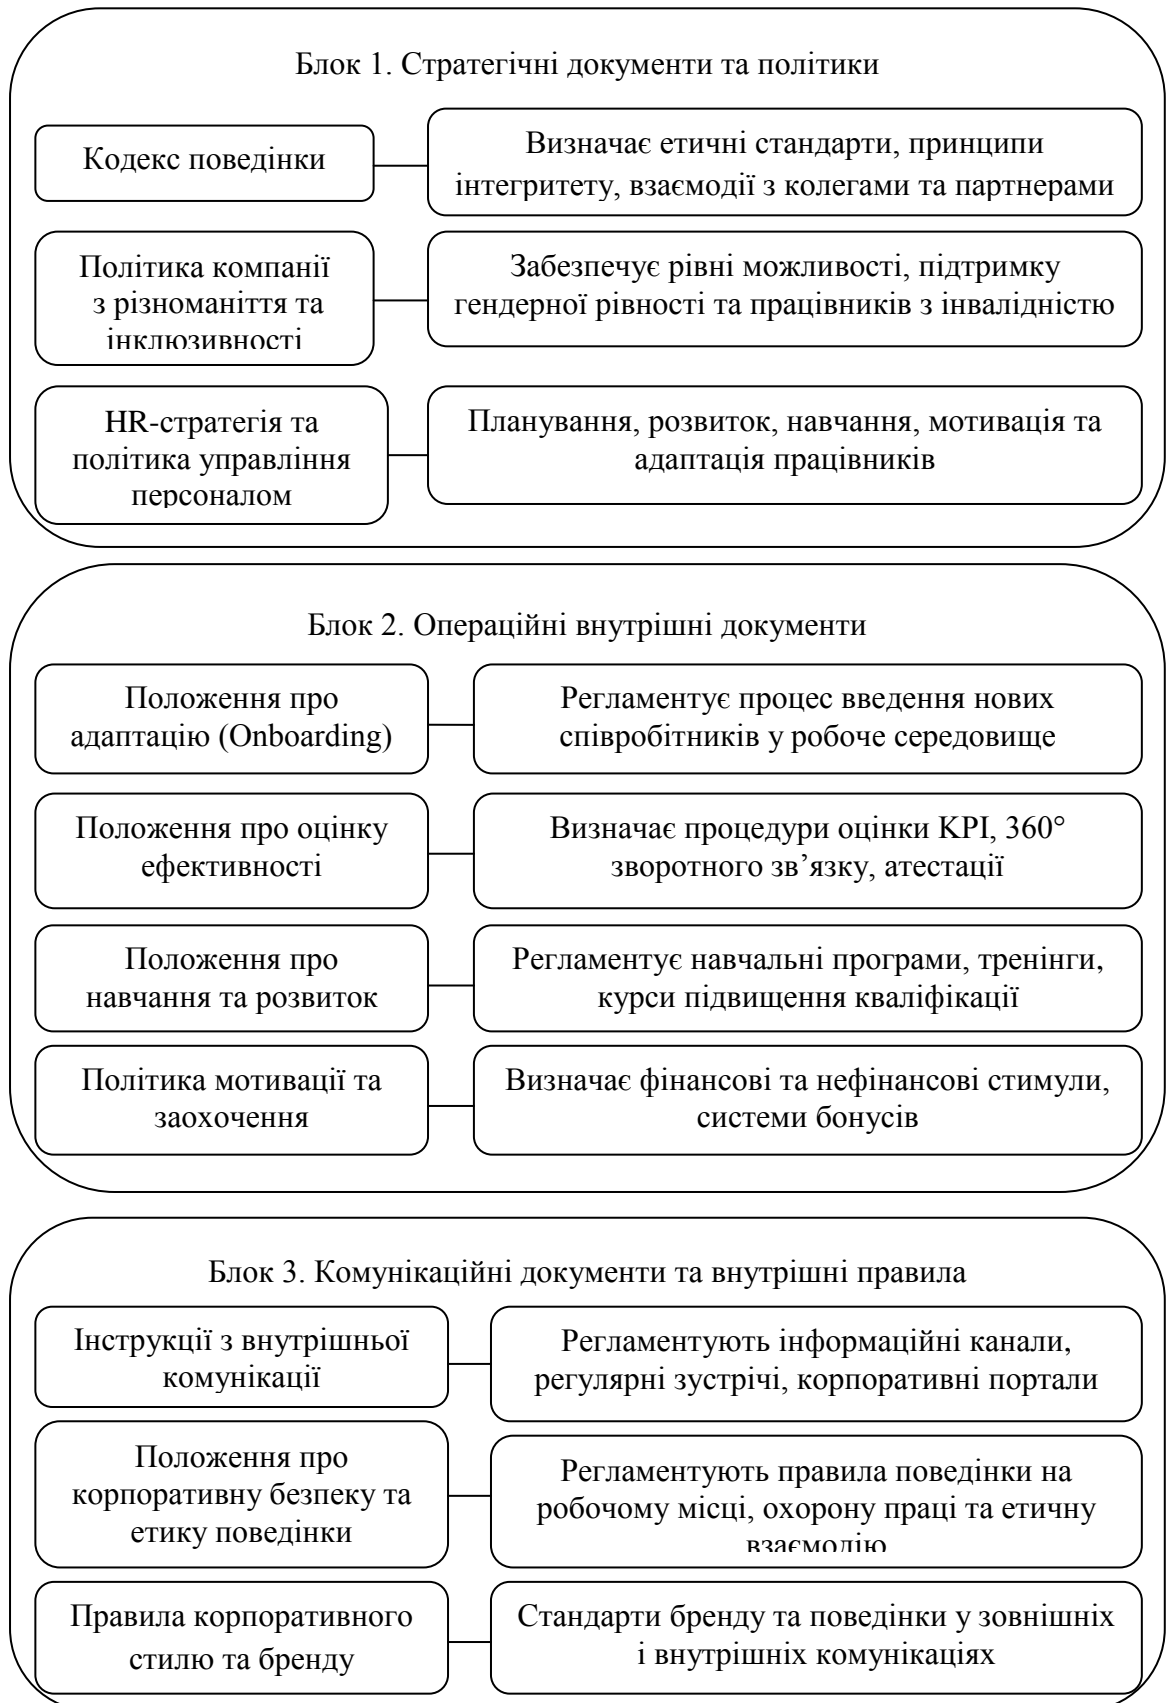 Блок 1. Стратегічні документи та політики
Кодекс поведінки
Визначає етичні стандарти, принципи
інтегритету, взаємодії з колегами та партнерами
Політика компанії
з різноманіття та
інклюзивності
Забезпечує рівні можливості, підтримку
гендерної рівності та працівників з інвалідністю
HR-стратегія та
політика управління
персоналом
Планування, розвиток, навчання, мотивація та
адаптація працівників
Блок 2. Операційні внутрішні документи
Положення про
адаптацію (Onboarding)
Регламентує процес введення нових
співробітників у робоче середовище
Положення про оцінку
ефективності
Визначає процедури оцінки KPI, 360°
зворотного зв’язку, атестації
Положення про
навчання та розвиток
Регламентує навчальні програми, тренінги,
курси підвищення кваліфікації
Політика мотивації та
заохочення
Визначає фінансові та нефінансові стимули,
системи бонусів
Блок 3. Комунікаційні документи та внутрішні правила
Інструкції з внутрішньої
комунікації
Регламентують інформаційні канали,
регулярні зустрічі, корпоративні портали
Положення про
корпоративну безпеку та
етику поведінки
Регламентують правила поведінки на
робочому місці, охорону праці та етичну
взаємодію
Правила корпоративного
стилю та бренду
Стандарти бренду та поведінки у зовнішніх
і внутрішніх комунікаціях